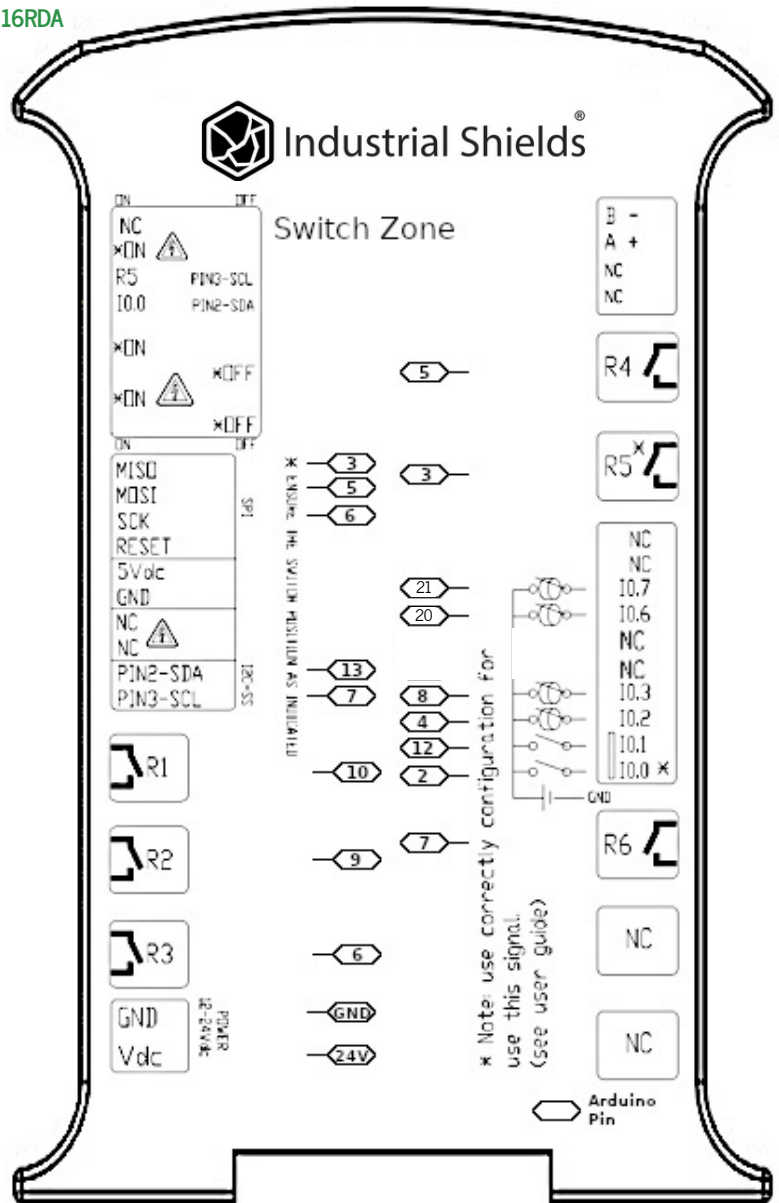 16RDA
Industrial Shields®
Switch Zone
ON OFF
NC
*ON
R5 PIN3-SCL
I0.0 PIN2-SDA
*ON
*OFF
*ON
*OFF
ON OFF
MISO
MOSI
SCK
RESET
SPI
5Vdc
GND
NC
NC
PIN2-SDA
PIN3-SCL
I2C-5S
R1
R2
R3
GND
Vdc
POWER
12-24Vdc
* ENSURE THE SWITCH POSITION AS INDICATED
3
5
6
13
7
10
9
6
GND
24V
5
3
21
20
8
4
12
2
7
* Note: use correctly configuration for
use this signal.
(see user guide)
B -
A +
NC
NC
R4
R5*
NC
NC
I0.7
I0.6
NC
NC
I0.3
I0.2
I0.1
I0.0 *
GND
R6
NC
NC
Arduino
Pin